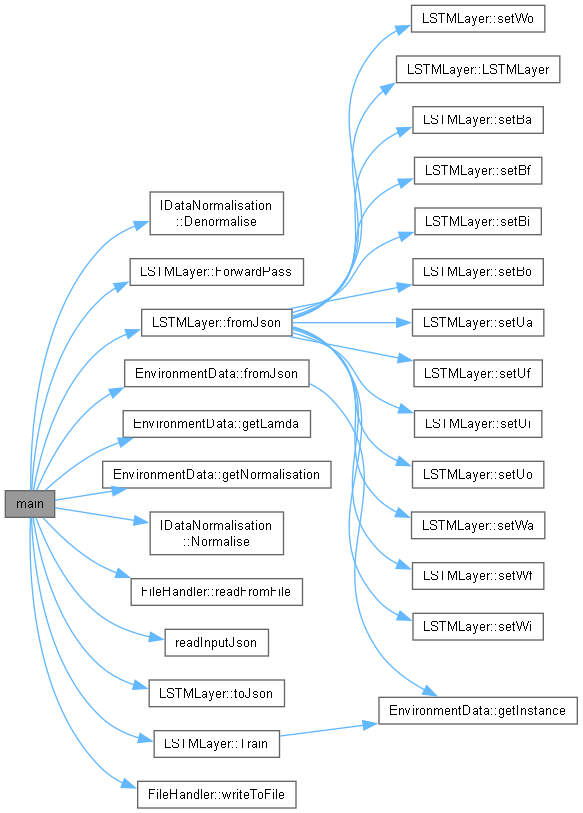 main
IDataNormalisation
::Denormalise
LSTMLayer::ForwardPass
LSTMLayer::fromJson
EnvironmentData::fromJson
EnvironmentData::getLamda
EnvironmentData::getNormalisation
IDataNormalisation
::Normalise
FileHandler::readFromFile
readInputJson
LSTMLayer::toJson
LSTMLayer::Train
FileHandler::writeToFile
LSTMLayer::setWo
LSTMLayer::LSTMLayer
LSTMLayer::setBa
LSTMLayer::setBf
LSTMLayer::setBi
LSTMLayer::setBo
LSTMLayer::setUa
LSTMLayer::setUf
LSTMLayer::setUi
LSTMLayer::setUo
LSTMLayer::setWa
LSTMLayer::setWf
LSTMLayer::setWi
EnvironmentData::getInstance